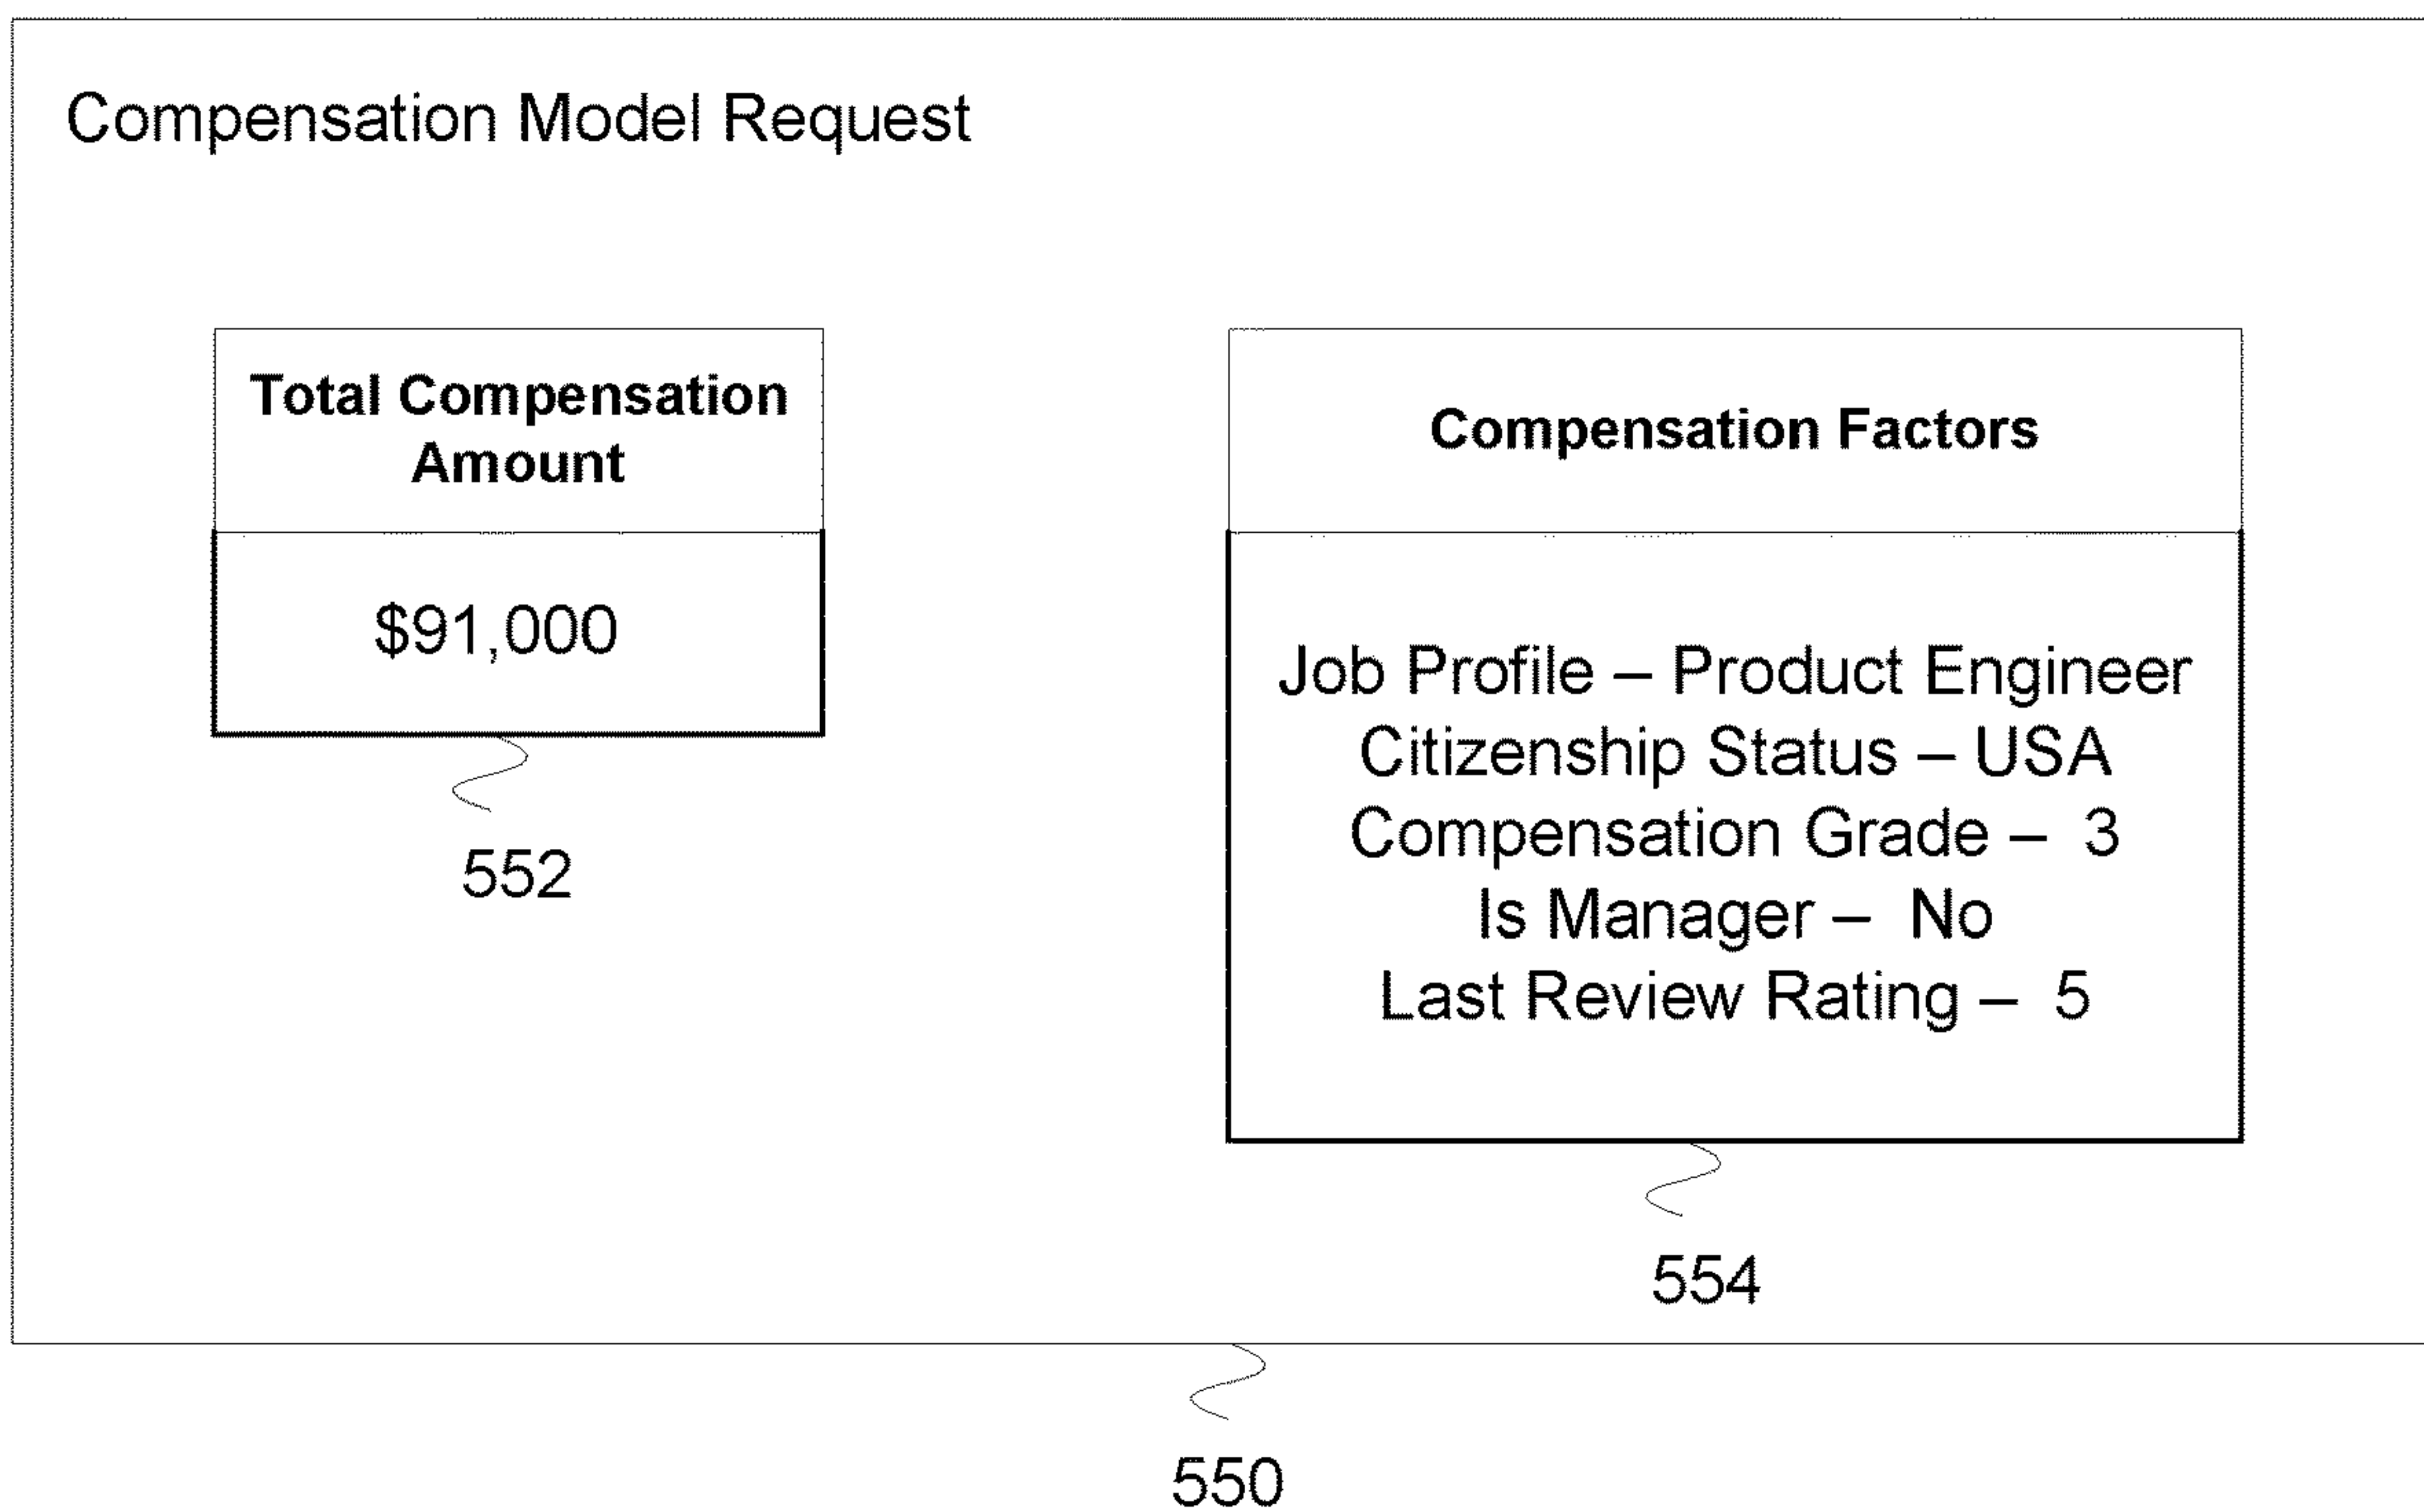 Compensation Model Request
Total Compensation
Amount
$91,000
552
Compensation Factors
Job Profile – Product Engineer
Citizenship Status – USA
Compensation Grade – 3
Is Manager – No
Last Review Rating – 5
554
550